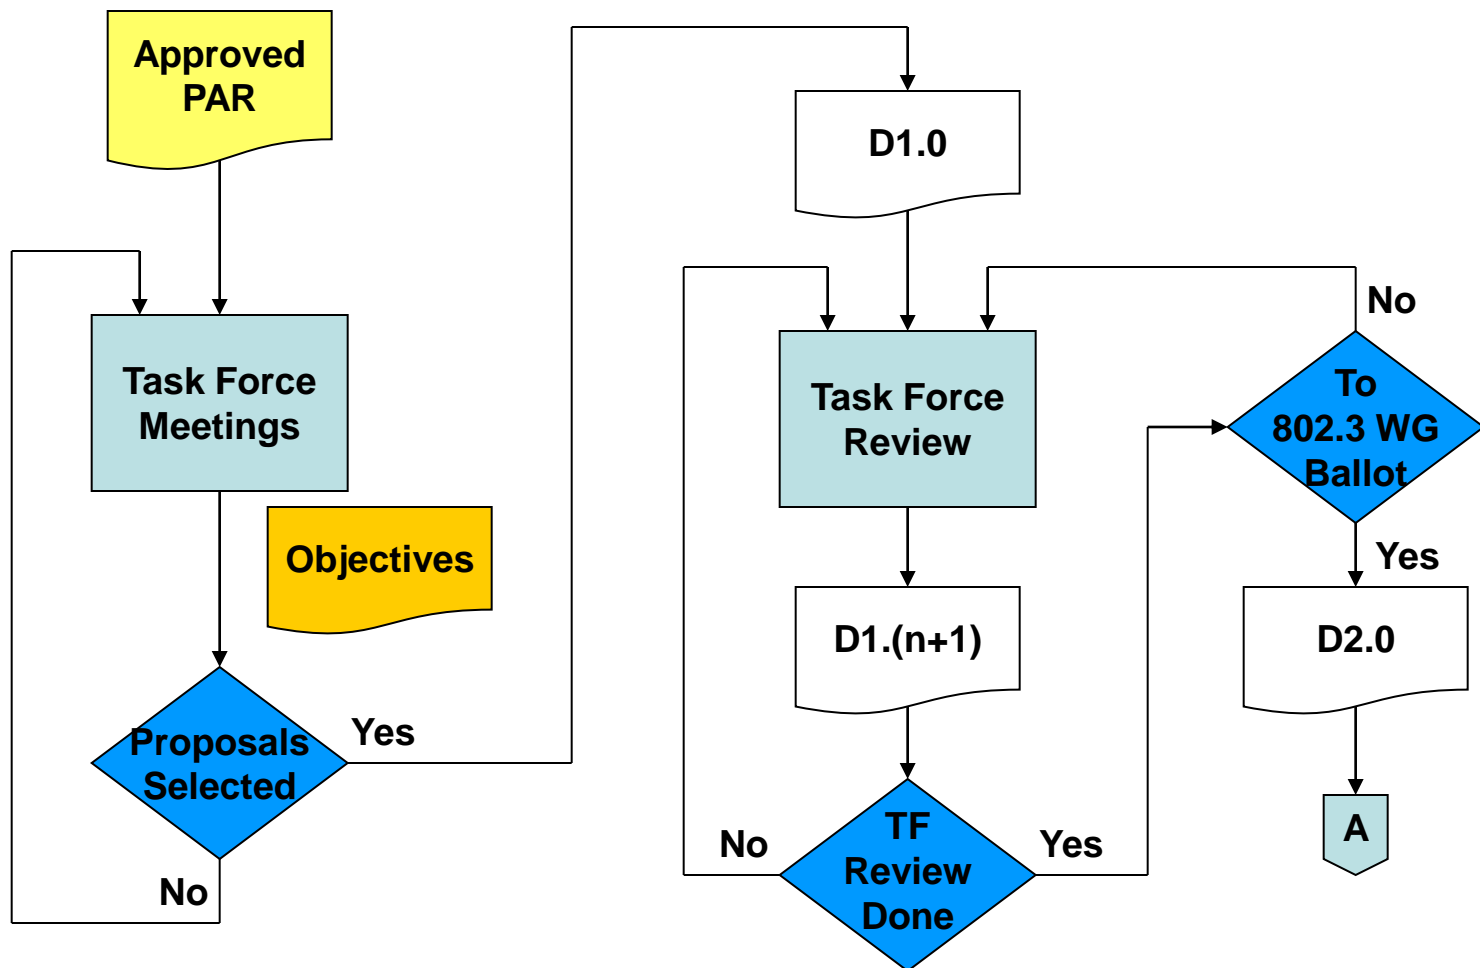 Approved
PAR
Task Force
Meetings
Objectives
Proposals
Selected
Yes
No
D1.0
Task Force
Review
D1.(n+1)
TF
Review
Done
No
Yes
To
802.3 WG
Ballot
No
Yes
D2.0
A